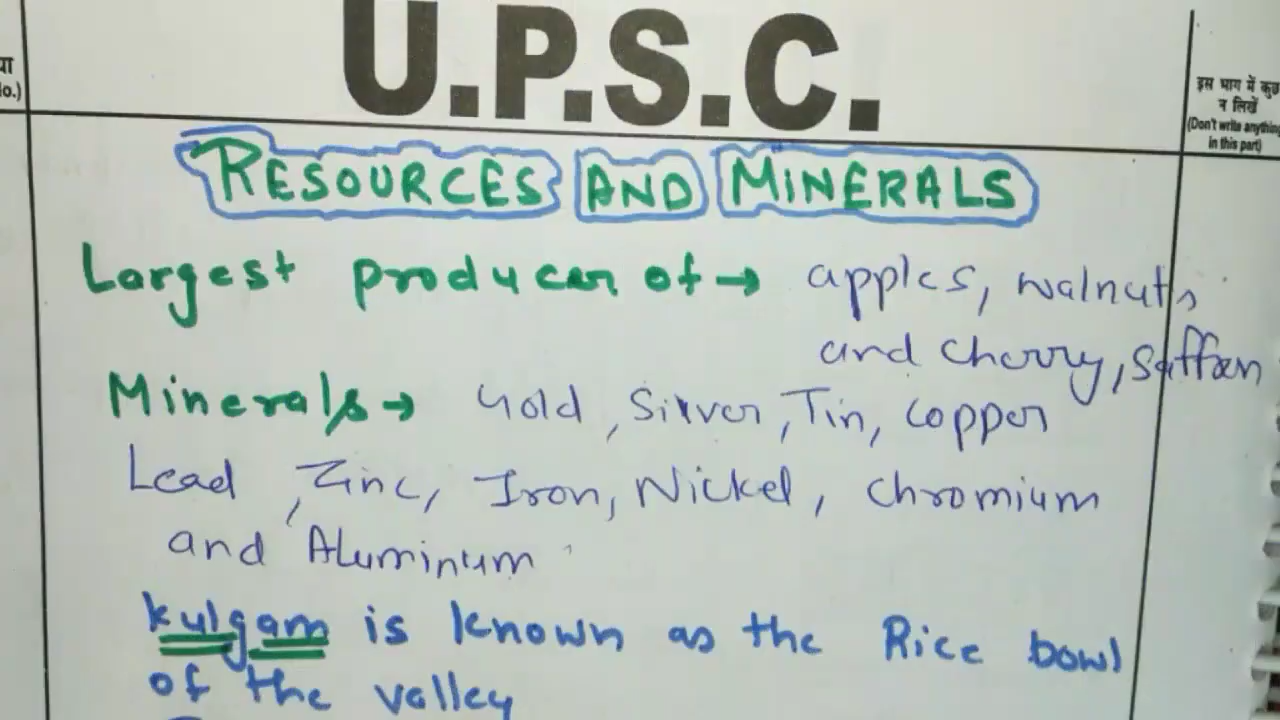 U.P.S.C.
या
No.)
इस भाग में कुछ
न लिखें
(Don't write anything
in this part)
RESOURCES AND MINERALS
Largest producer of → apples, walnuts
and cherry, Saffron
Minerals → Gold, Silver, Tin, Copper
Lead, Zinc, Iron, Nickel, Chromium
and Aluminum
kulgam is known as the Rice bowl
of the valley